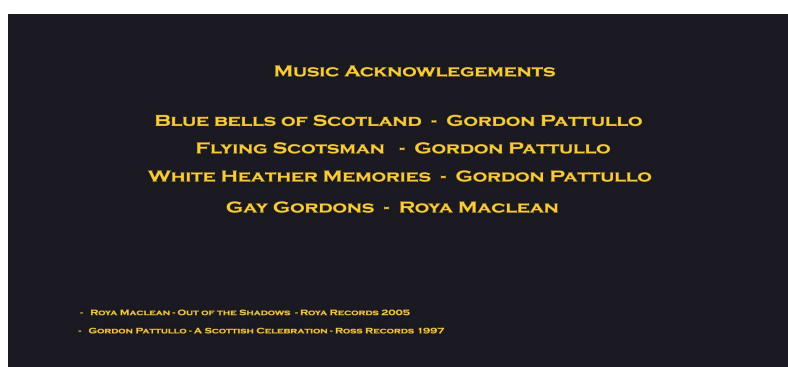 Music Acknowlegements
Blue bells of Scotland - Gordon Pattullo
Flying Scotsman - Gordon Pattullo
White Heather Memories - Gordon Pattullo
Gay Gordons - Roya Maclean
- Roya Maclean - Out of the Shadows - Roya Records 2005
- Gordon Pattullo - A Scottish Celebration - Ross Records 1997